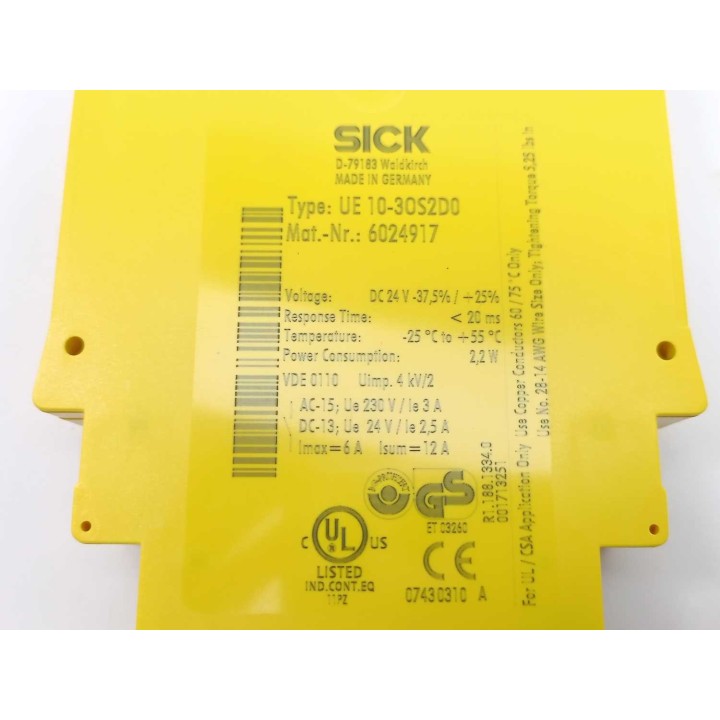 SICK
D-79183 Waldkirch
MADE IN GERMANY
Type: UE 10-3OS2D0
Mat.-Nr.: 6024917
Voltage: DC 24 V -37,5% / +25%
Response Time: < 20 ms
Temperature: -25 °C to +55 °C
Power Consumption: 2,2 W
VDE 0110 Uimp. 4 kV/2
AC-15; Ue 230 V / Ie 3 A
DC-13; Ue 24 V / Ie 2,5 A
Imax=6 A Isum=12 A
GS
ET 03260
C UL US
LISTED
IND.CONT.EQ
11PZ
CE
07430310 A
R1.188.1334.0
001713251
For UL / CSA Application Only Use Copper Conductors 60 / 75 °C Only
Use No. 28-14 AWG Wire Size Only; Tightening Torque 5,25 lbs in